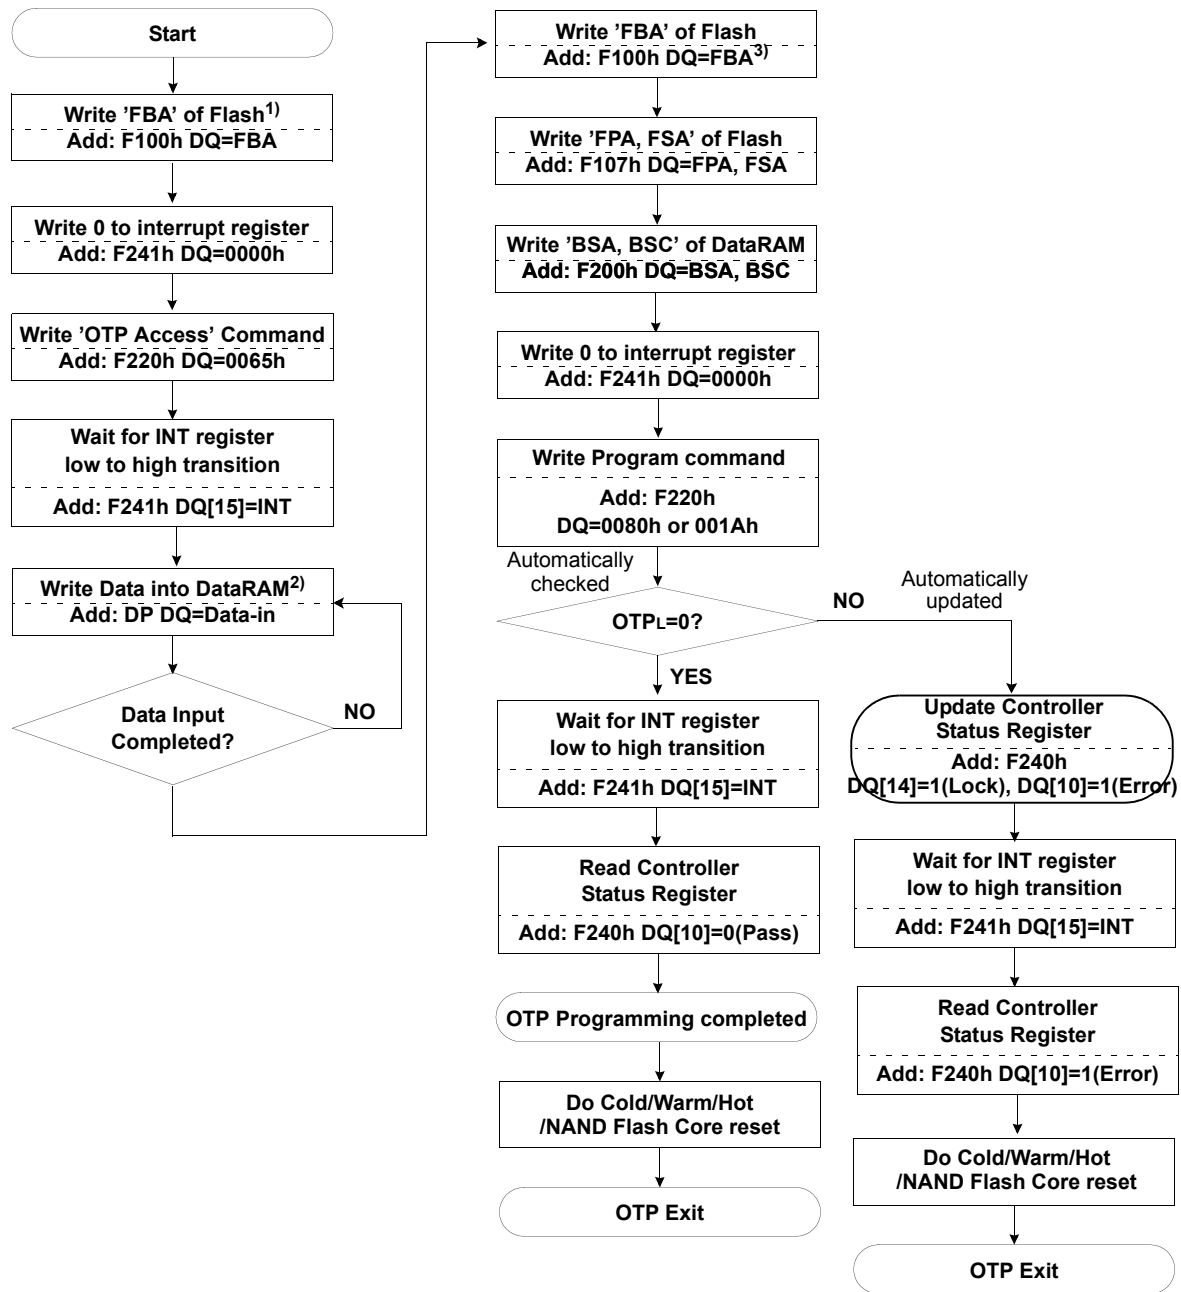 Start
Write ’FBA’ of Flash1)
Add: F100h DQ=FBA
Write 0 to interrupt register
Add: F241h DQ=0000h
Write ’OTP Access’ Command
Add: F220h DQ=0065h
Wait for INT register
low to high transition
Add: F241h DQ[15]=INT
Write Data into DataRAM2)
Add: DP DQ=Data-in
Data Input
Completed?
NO
Write ’FBA’ of Flash
Add: F100h DQ=FBA3)
Write ’FPA, FSA’ of Flash
Add: F107h DQ=FPA, FSA
Write ’BSA, BSC’ of DataRAM
Add: F200h DQ=BSA, BSC
Write 0 to interrupt register
Add: F241h DQ=0000h
Write Program command
Add: F220h
DQ=0080h or 001Ah
Automatically
checked
OTPL=0?
NO
Automatically
updated
YES
Wait for INT register
low to high transition
Add: F241h DQ[15]=INT
Read Controller
Status Register
Add: F240h DQ[10]=0(Pass)
OTP Programming completed
Do Cold/Warm/Hot
/NAND Flash Core reset
OTP Exit
Update Controller
Status Register
Add: F240h
DQ[14]=1(Lock), DQ[10]=1(Error)
Wait for INT register
low to high transition
Add: F241h DQ[15]=INT
Read Controller
Status Register
Add: F240h DQ[10]=1(Error)
Do Cold/Warm/Hot
/NAND Flash Core reset
OTP Exit